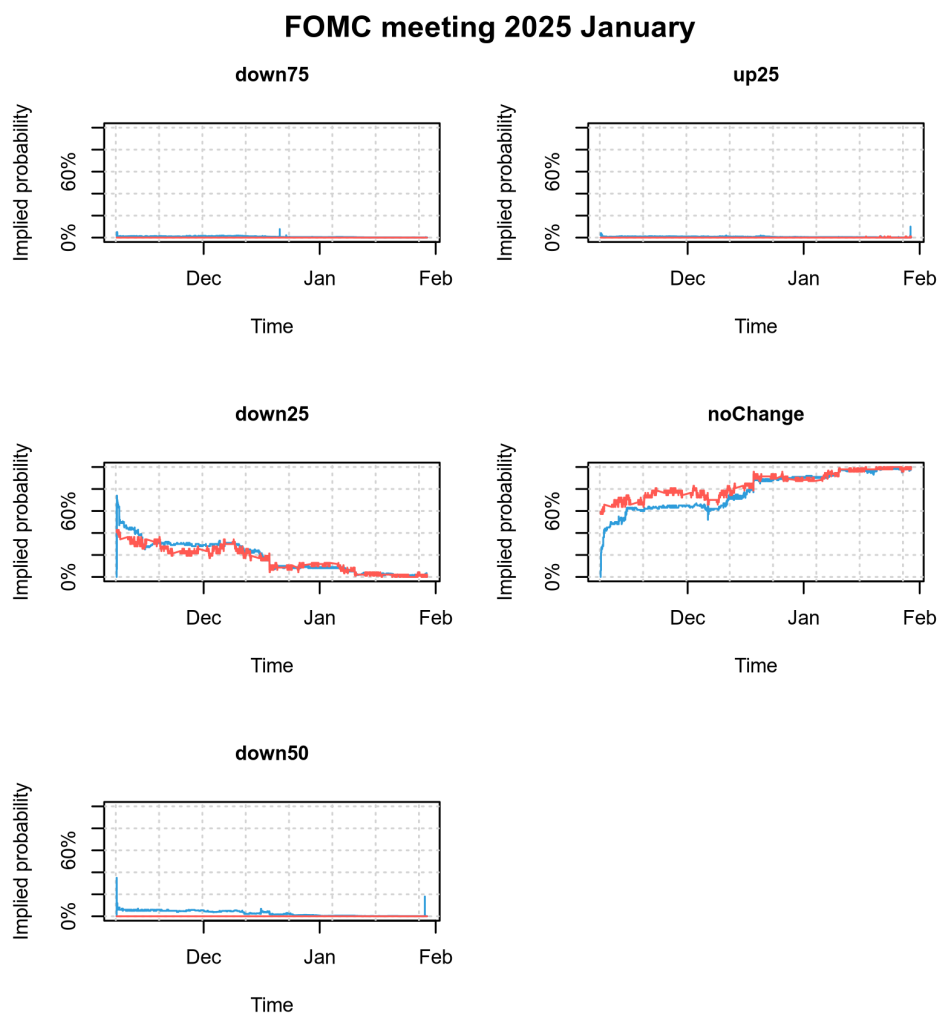 FOMC meeting 2025 January
down75
Implied probability
60%
0%
Dec Jan Feb
Time
up25
Implied probability
60%
0%
Dec Jan Feb
Time
down25
Implied probability
60%
0%
Dec Jan Feb
Time
noChange
Implied probability
60%
0%
Dec Jan Feb
Time
down50
Implied probability
60%
0%
Dec Jan Feb
Time